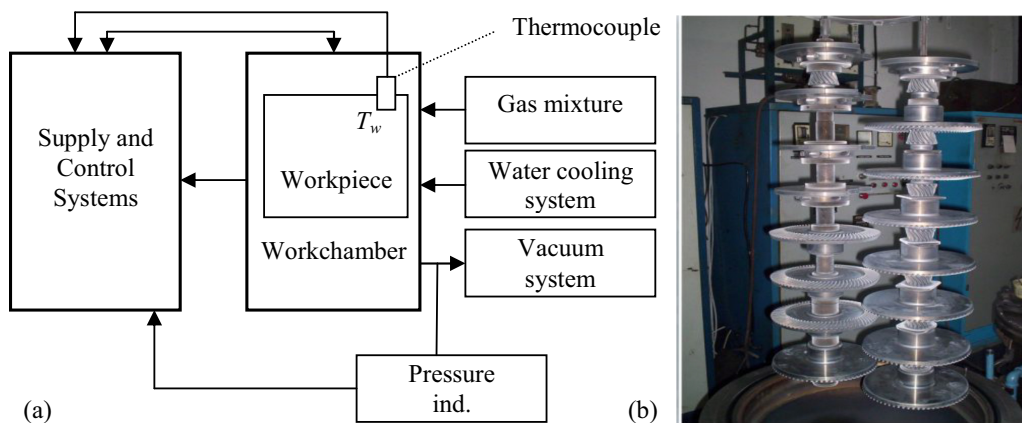 Thermocouple
Gas mixture
T_w
Supply and
Control
Systems
Workpiece
Water cooling
system
Workchamber
Vacuum
system
Pressure
ind.
(a)
(b)